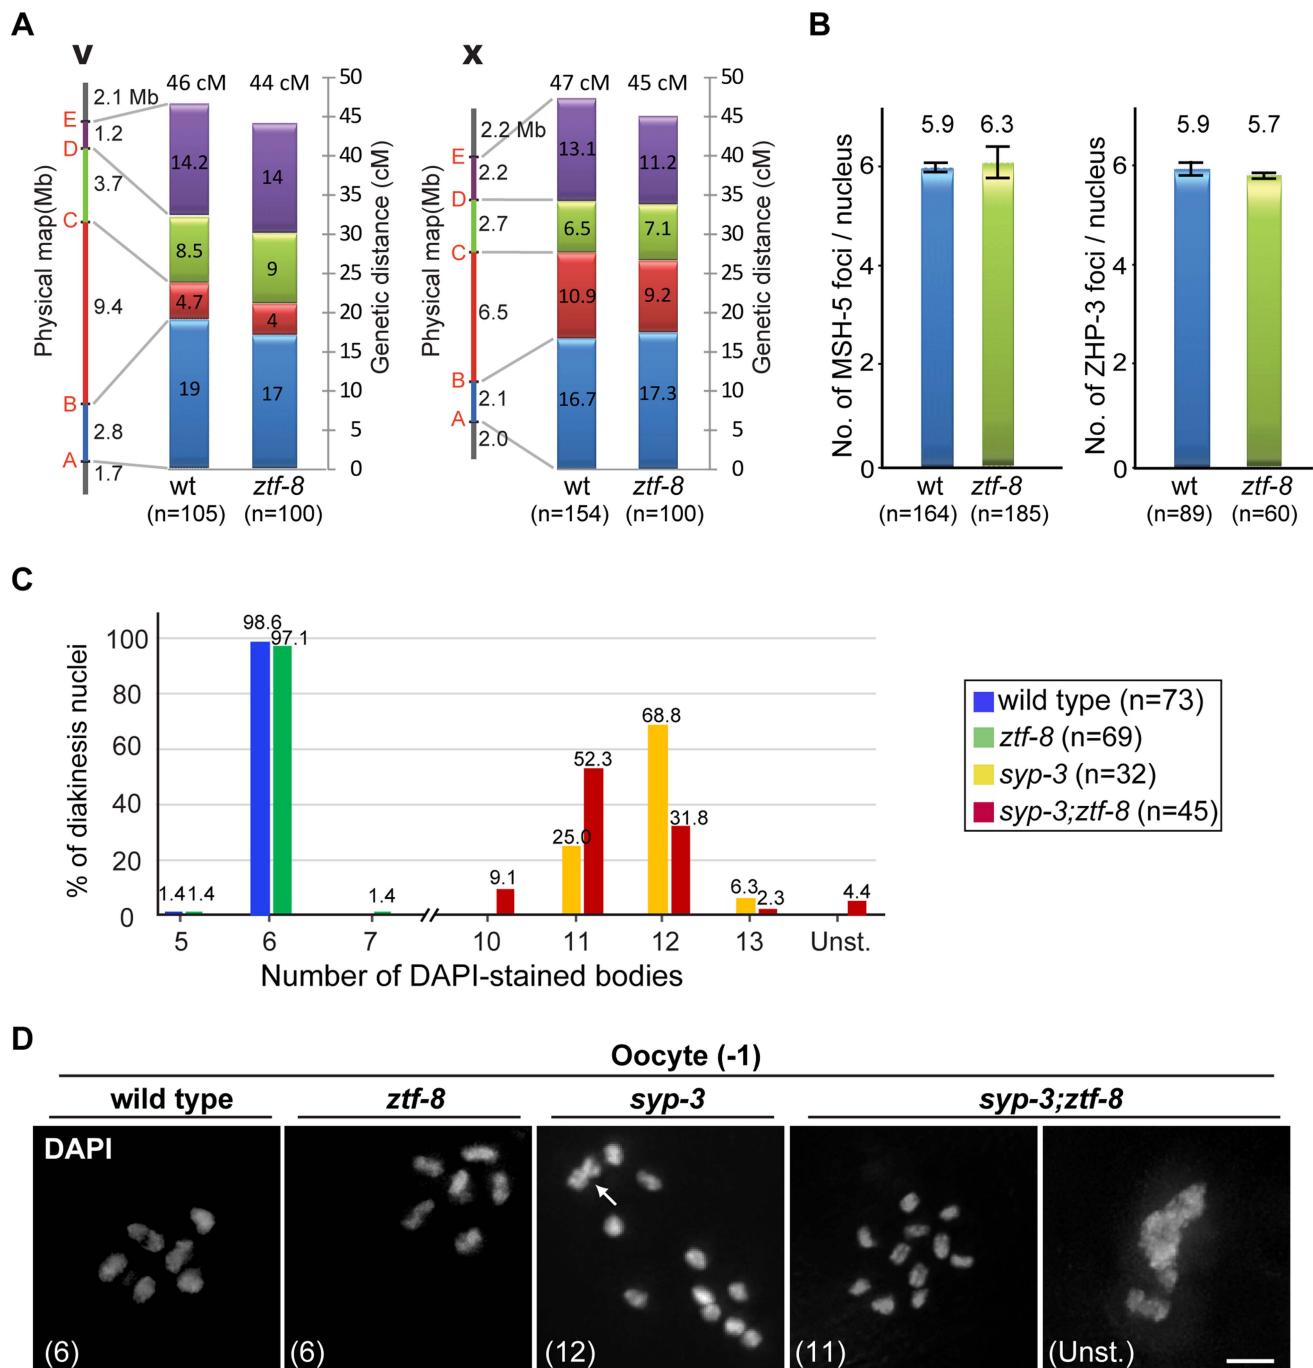 A
V
46 cM 44 cM
Physical map(Mb)
2.1 Mb
E
1.2
D
3.7
C
9.4
B
2.8
A
1.7
14.2
8.5
4.7
19
14
9
4
17
50
45
40
35
30
25
20
15
10
5
0
Genetic distance (cM)
wt ztf-8
(n=105) (n=100)
X
47 cM 45 cM
Physical map(Mb)
2.2 Mb
E
2.2
D
2.7
C
6.5
B
2.1
A
2.0
13.1
6.5
10.9
16.7
11.2
7.1
9.2
17.3
50
45
40
35
30
25
20
15
10
5
0
Genetic distance (cM)
wt ztf-8
(n=154) (n=100)
B
No. of MSH-5 foci / nucleus
6
4
2
0
5.9 6.3
wt ztf-8
(n=164) (n=185)
No. of ZHP-3 foci / nucleus
6
4
2
0
5.9 5.7
wt ztf-8
(n=89) (n=60)
C
% of diakinesis nuclei
100
80
60
40
20
0
1.4 1.4
98.6
97.1
1.4
9.1
25.0
52.3
68.8
31.8
6.3
2.3
4.4
5 6 7 10 11 12 13 Unst.
Number of DAPI-stained bodies
wild type (n=73)
ztf-8 (n=69)
syp-3 (n=32)
syp-3;ztf-8 (n=45)
D
Oocyte (-1)
wild type ztf-8 syp-3 syp-3;ztf-8
DAPI
(6) (6) (12) (11) (Unst.)